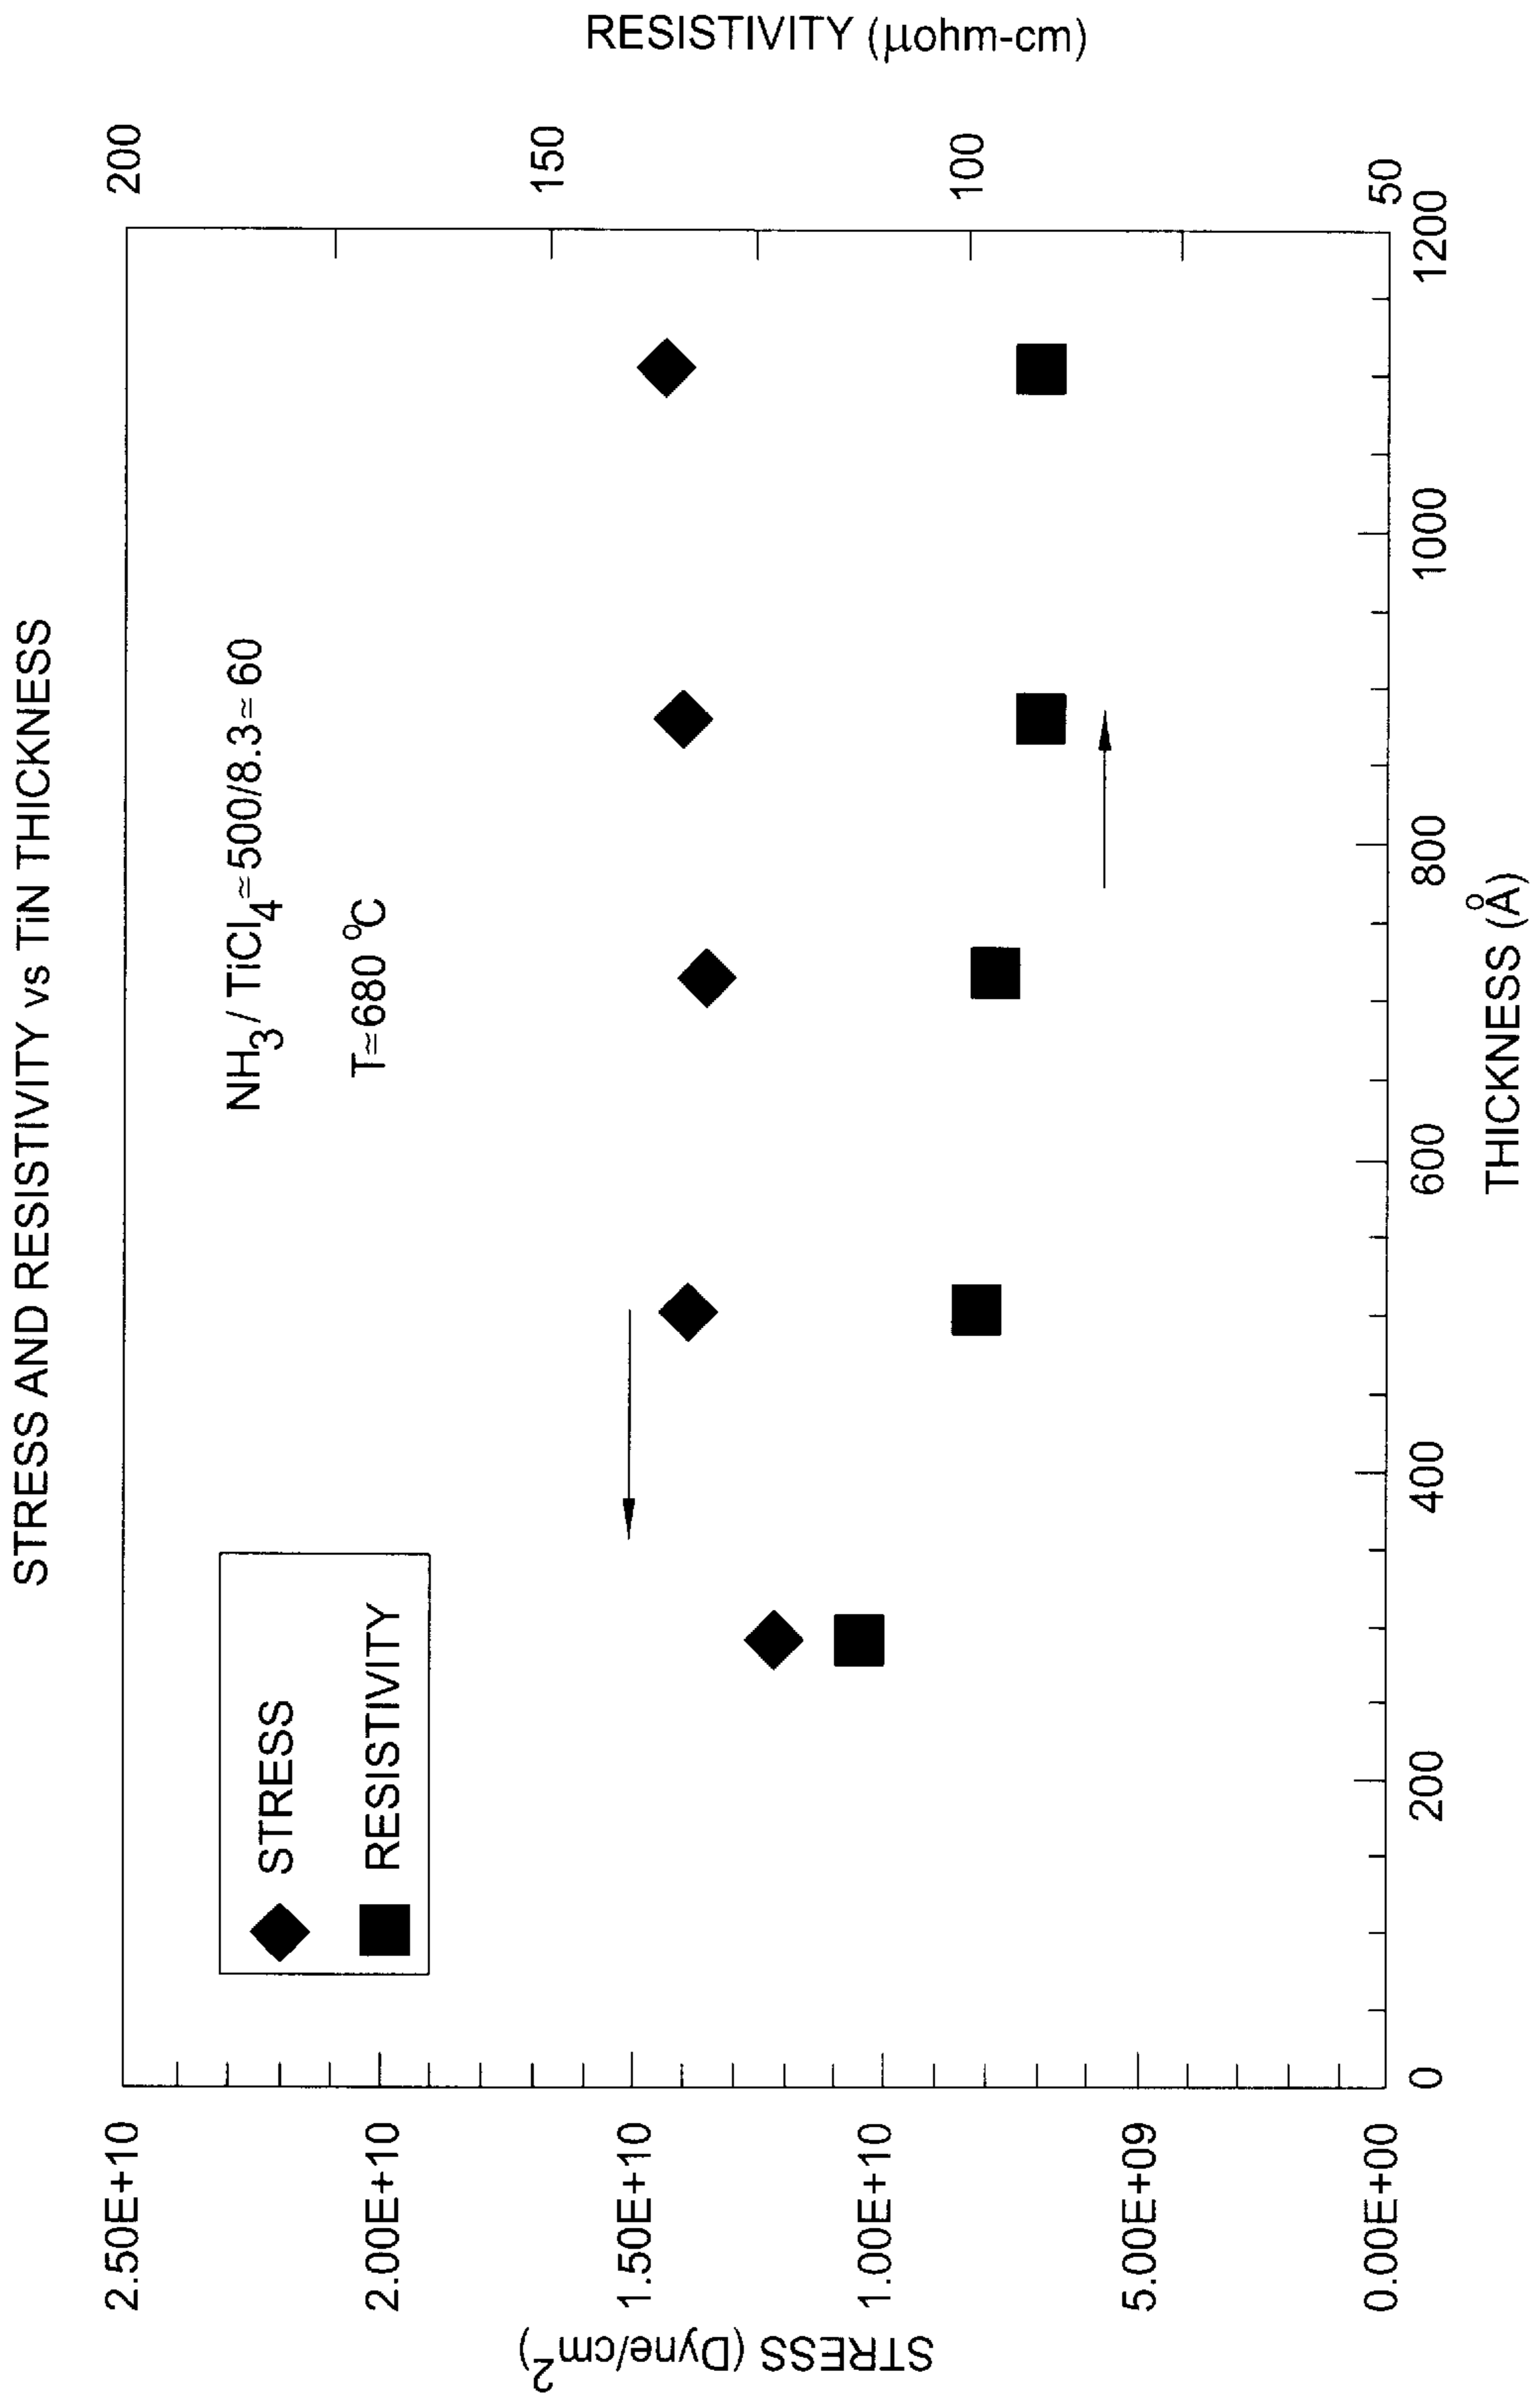 STRESS AND RESISTIVITY vs TiN THICKNESS
2.50E+10
2.00E+10
1.50E+10
1.00E+10
5.00E+09
0.00E+00
STRESS (Dyne/cm²)
STRESS
RESISTIVITY
NH₃ / TiCl₄≈500/8.3≈60
T≈680 °C
200
150
100
50
RESISTIVITY (µohm-cm)
0 200 400 600 800 1000 1200
THICKNESS (Å)